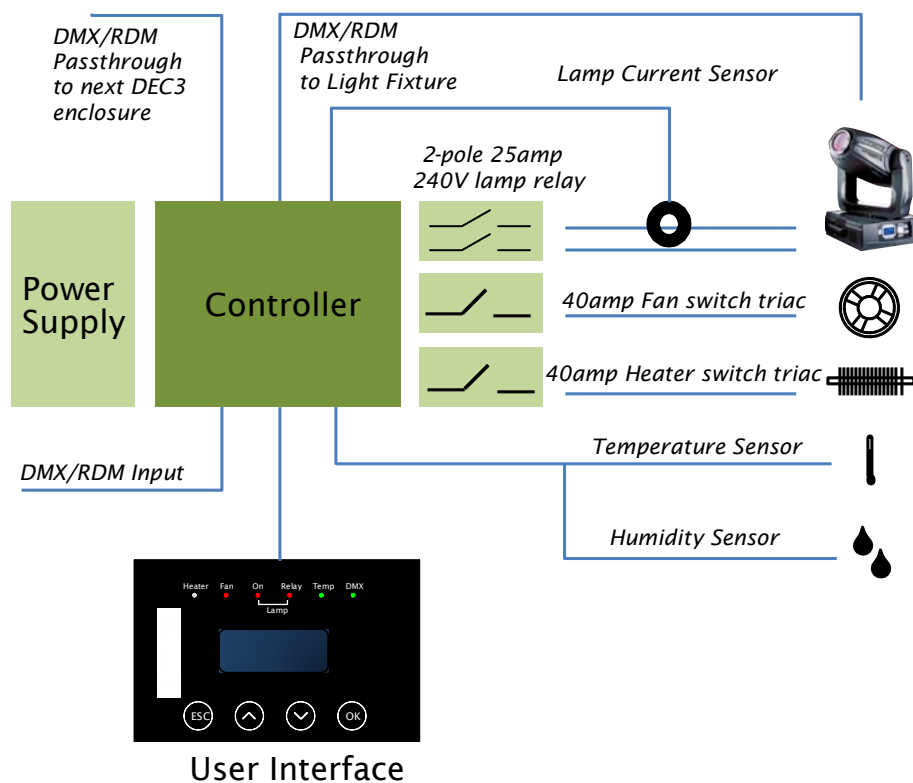 DMX/RDM
Passthrough
to next DEC3
enclosure
DMX/RDM
Passthrough
to Light Fixture
Lamp Current Sensor
2-pole 25amp
240V lamp relay
Power
Supply
Controller
40amp Fan switch triac
40amp Heater switch triac
Temperature Sensor
DMX/RDM Input
Humidity Sensor
Heater Fan On Relay Temp DMX
Lamp
ESC OK
User Interface